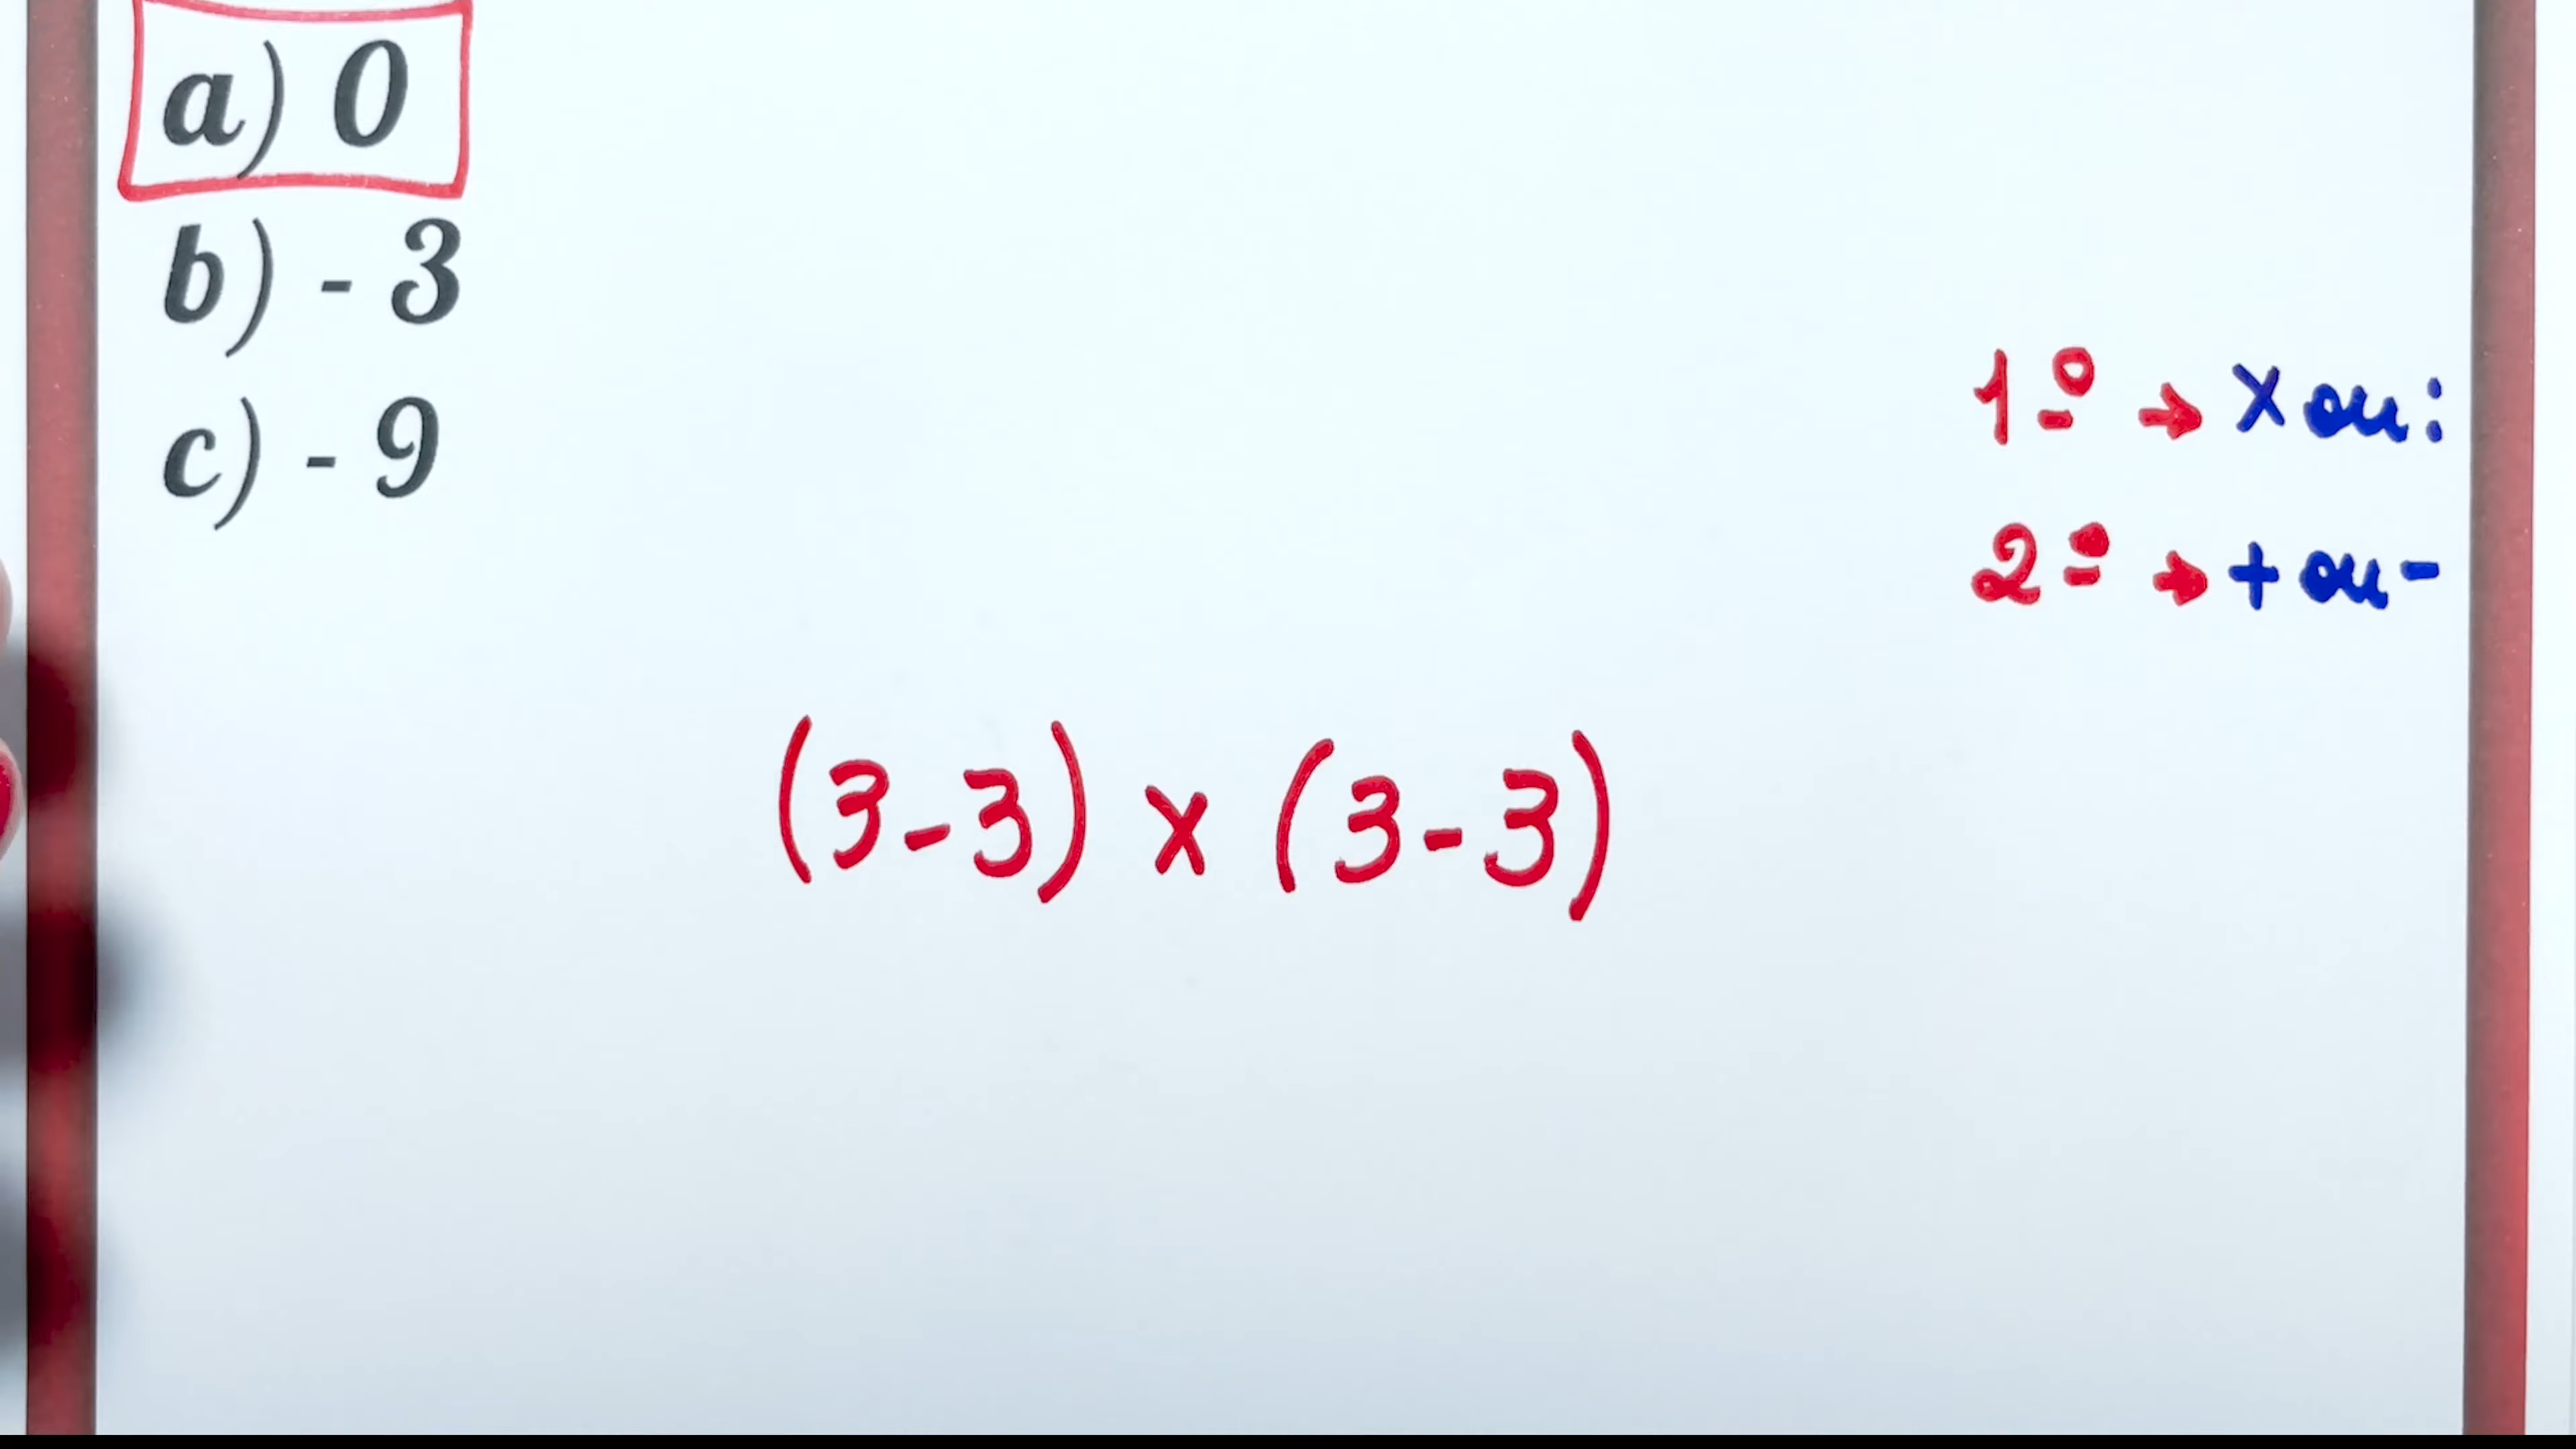 a) 0
b) - 3
c) - 9
1º → x ou :
2º → + ou -
(3-3) x (3-3)